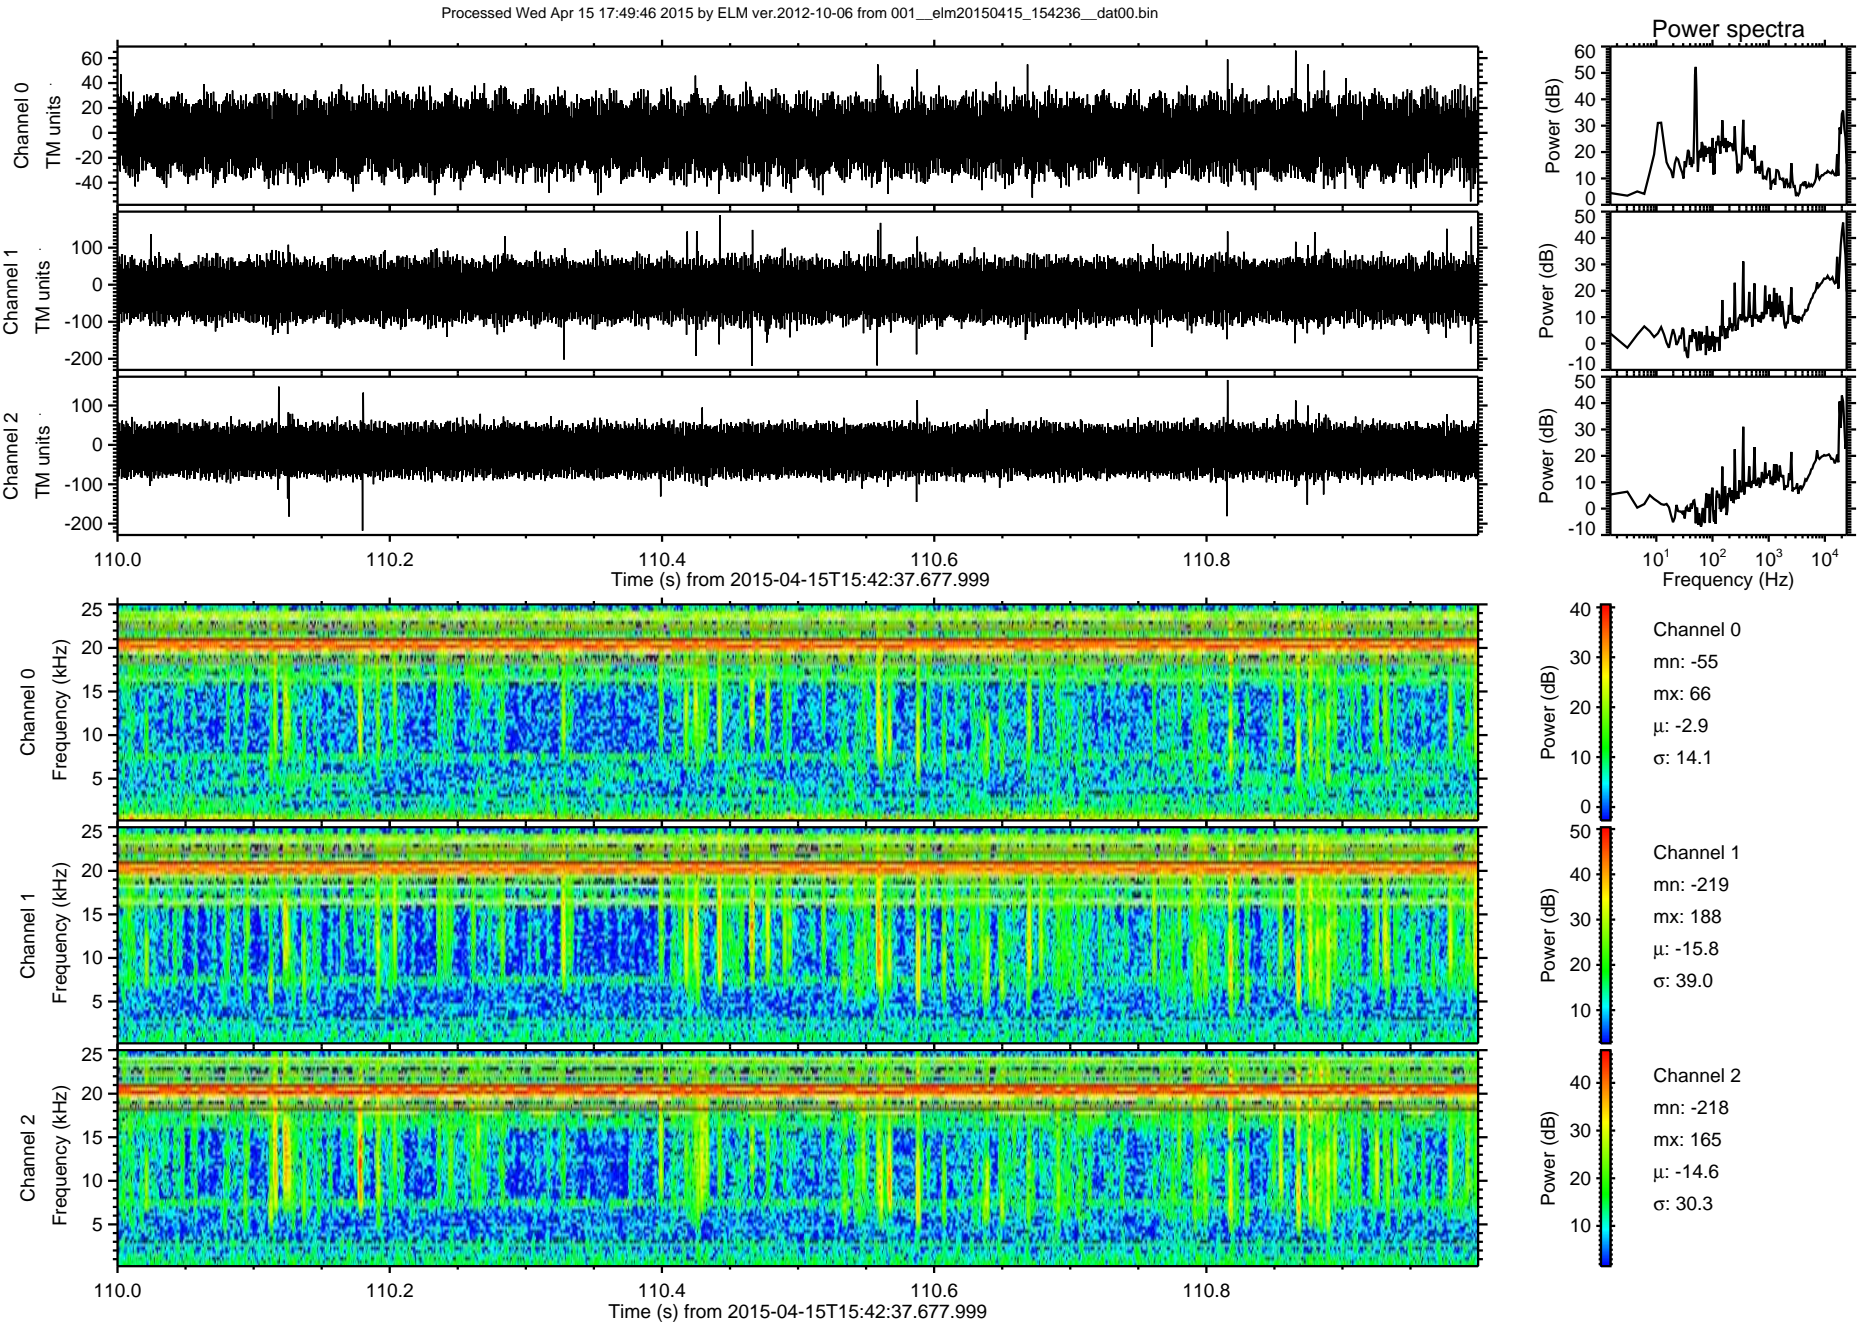 Processed Wed Apr 15 17:49:46 2015 by ELM ver.2012-10-06 from 001__elm20150415_154236__dat00.bin
Power spectra
Channel 0
TM units
60
40
20
0
-20
-40
Power (dB)
60
50
40
30
20
10
0
Channel 1
TM units
100
0
-100
-200
Power (dB)
50
40
30
20
10
0
-10
Channel 2
TM units
100
0
-100
-200
Power (dB)
50
40
30
20
10
0
-10
110.0 110.2 110.4 110.6 110.8
Time (s) from 2015-04-15T15:42:37.677.999
10¹ 10² 10³ 10⁴
Frequency (Hz)
Channel 0
Frequency (kHz)
25
20
15
10
5
Power (dB)
40
30
20
10
0
Channel 0
mn: -55
mx: 66
μ: -2.9
σ: 14.1
Channel 1
Frequency (kHz)
25
20
15
10
5
Power (dB)
50
40
30
20
10
Channel 1
mn: -219
mx: 188
μ: -15.8
σ: 39.0
Channel 2
Frequency (kHz)
25
20
15
10
5
Power (dB)
40
30
20
10
Channel 2
mn: -218
mx: 165
μ: -14.6
σ: 30.3
110.0 110.2 110.4 110.6 110.8
Time (s) from 2015-04-15T15:42:37.677.999